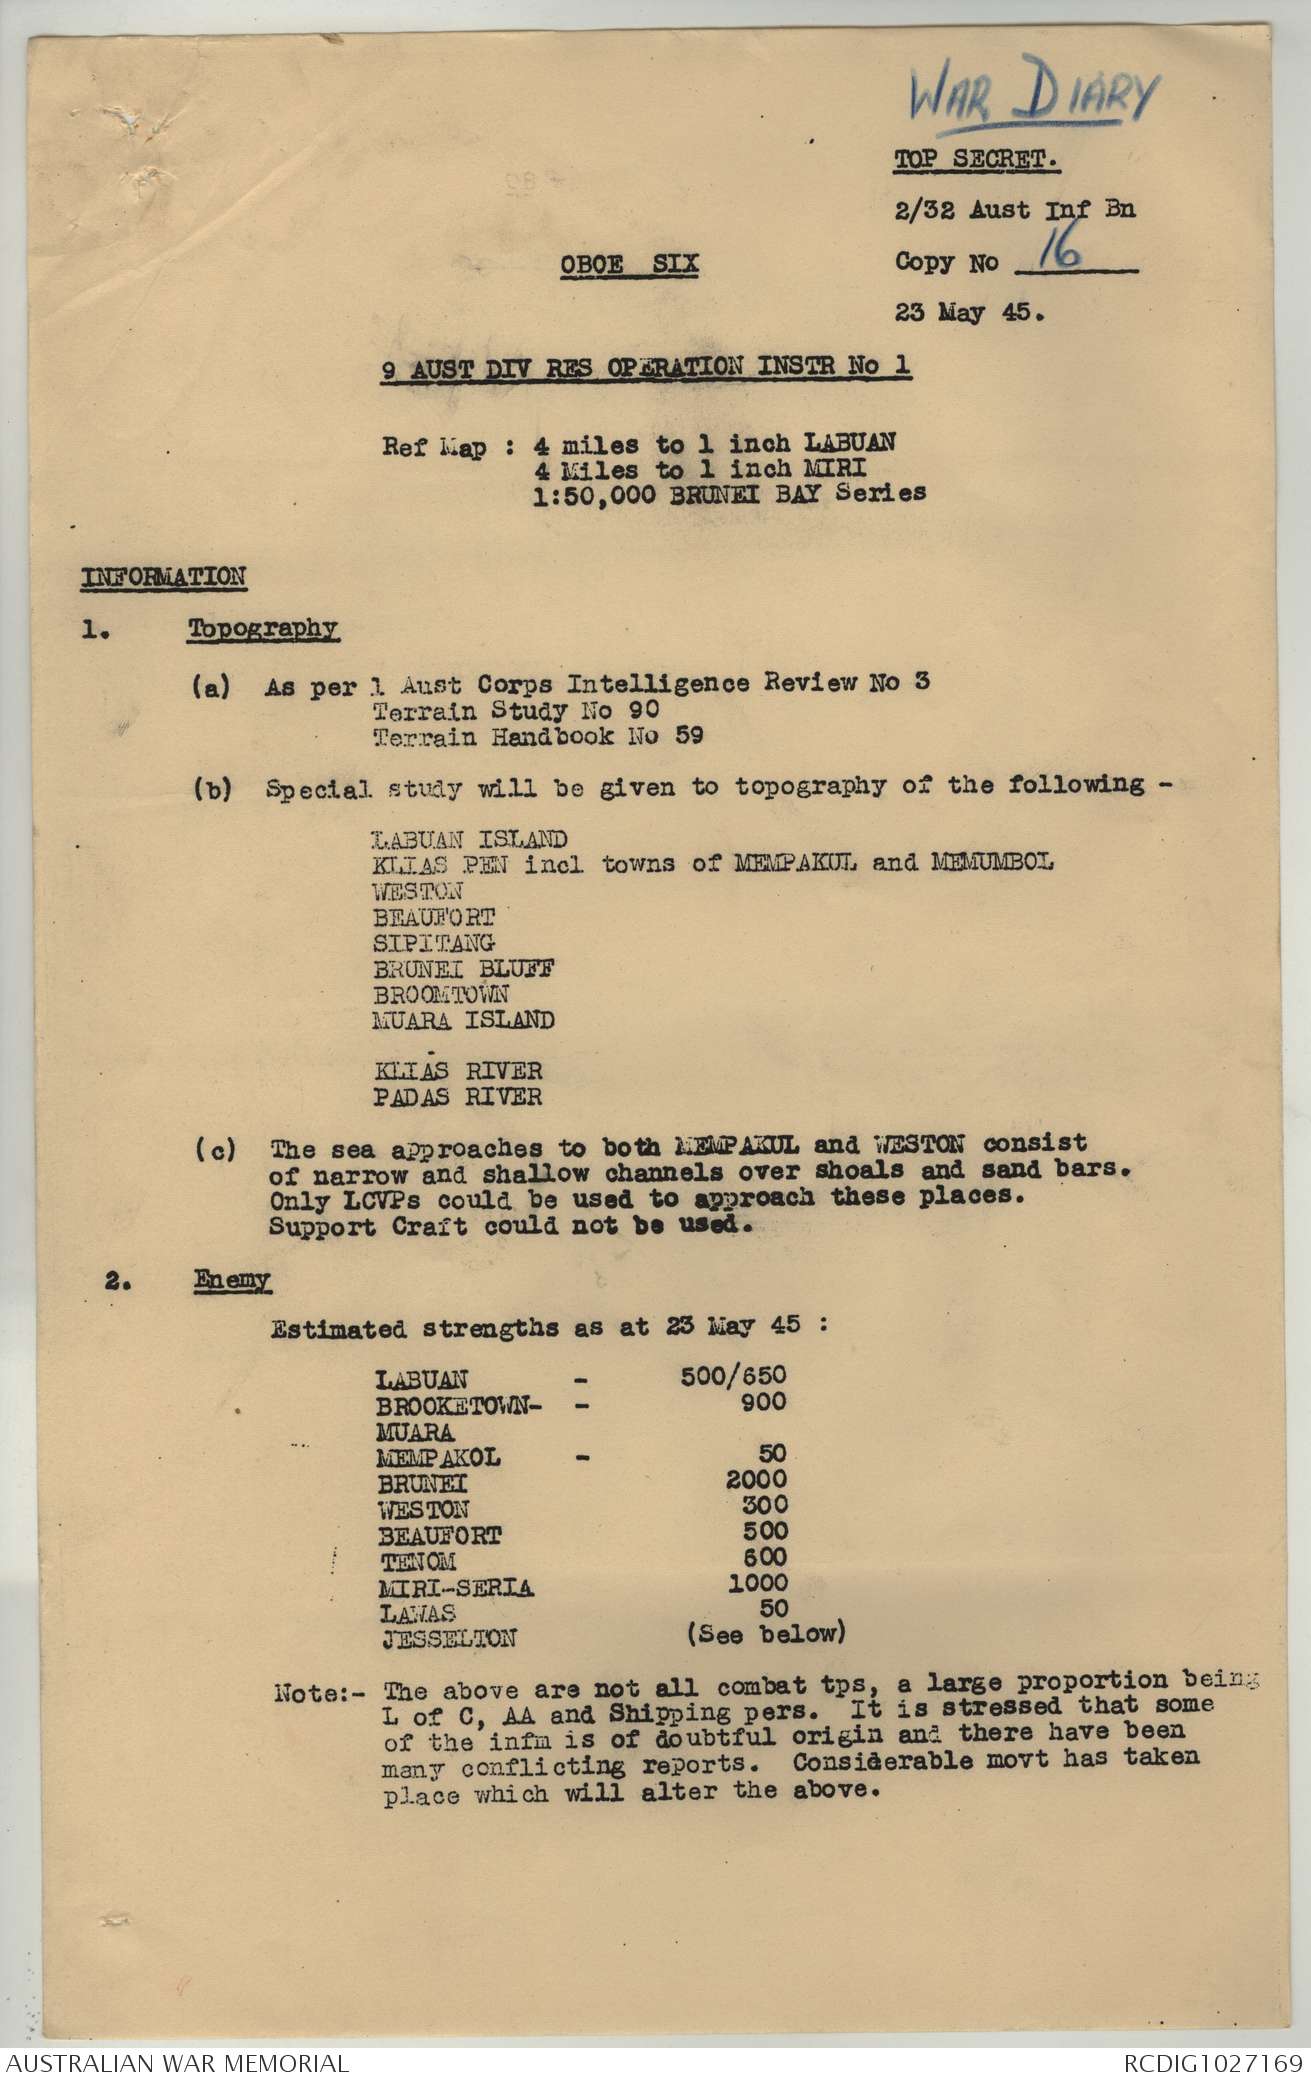 WAR DIARY
TOP SECRET.
2/32 Aust Inf Bn
OBOE SIX
Copy No 16
23 May 45.
9 AUST DIV RES OPERATION INSTR No 1
Ref Map : 4 miles to 1 inch LABUAN
4 Miles to 1 inch MIRI
1:50,000 BRUNEI BAY Series
INFORMATION
1. Topography
(a) As per 1 Aust Corps Intelligence Review No 3
Terrain Study No 90
Terrain Handbook No 59
(b) Special study will be given to topography of the following -
LABUAN ISLAND
KLIAS PEN incl towns of MEMPAKUL and MEMUMBOL
WESTON
BEAUFORT
SIPITANG
BRUNEI BLUFF
BROOMTOWN
MUARA ISLAND
KLIAS RIVER
PADAS RIVER
(c) The sea approaches to both MEMPAKUL and WESTON consist
of narrow and shallow channels over shoals and sand bars.
Only LCVPs could be used to approach these places.
Support Craft could not be used.
2. Enemy
Estimated strengths as at 23 May 45 :
LABUAN - 500/650
BROOKETOWN- - 900
MUARA
MEMPAKOL - 50
BRUNEI 2000
WESTON 300
BEAUFORT 500
TENOM 600
MIRI-SERIA 1000
LAWAS 50
JESSELTON (See below)
Note:- The above are not all combat tps, a large proportion being
L of C, AA and Shipping pers. It is stressed that some
of the infm is of doubtful origin and there have been
many conflicting reports. Considerable movt has taken
place which will alter the above.
AUSTRALIAN WAR MEMORIAL
RCDIG1027169